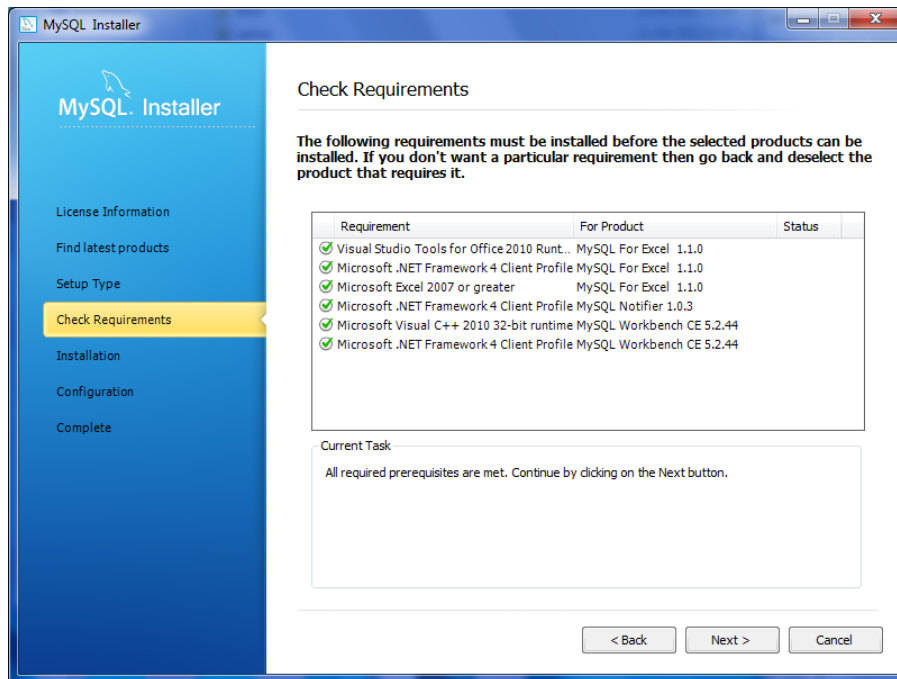 MySQL Installer
MySQL. Installer
License Information
Find latest products
Setup Type
Check Requirements
Installation
Configuration
Complete
Check Requirements
The following requirements must be installed before the selected products can be
installed. If you don't want a particular requirement then go back and deselect the
product that requires it.
Requirement For Product Status
Visual Studio Tools for Office 2010 Runt... MySQL For Excel 1.1.0
Microsoft .NET Framework 4 Client Profile MySQL For Excel 1.1.0
Microsoft Excel 2007 or greater MySQL For Excel 1.1.0
Microsoft .NET Framework 4 Client Profile MySQL Notifier 1.0.3
Microsoft Visual C++ 2010 32-bit runtime MySQL Workbench CE 5.2.44
Microsoft .NET Framework 4 Client Profile MySQL Workbench CE 5.2.44
Current Task
All required prerequisites are met. Continue by clicking on the Next button.
< Back Next > Cancel